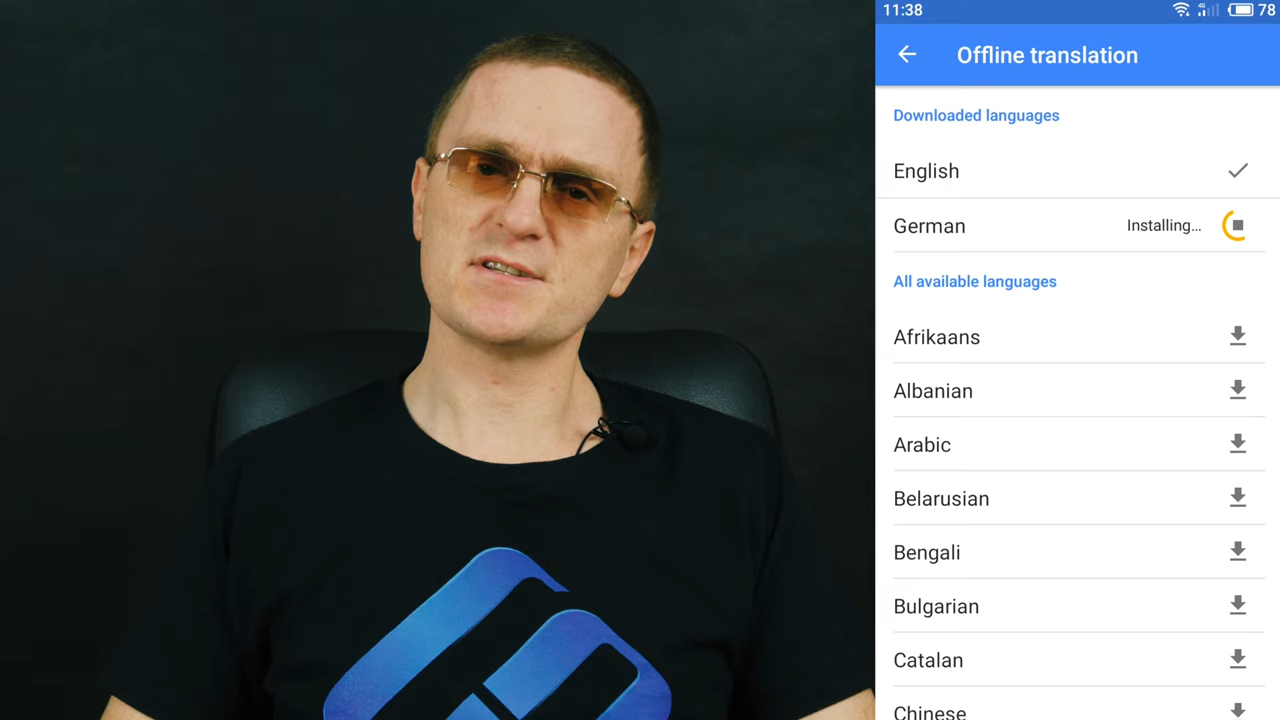 11:38
4G
78
Offline translation
Downloaded languages
English
German
Installing...
All available languages
Afrikaans
Albanian
Arabic
Belarusian
Bengali
Bulgarian
Catalan
Chinese